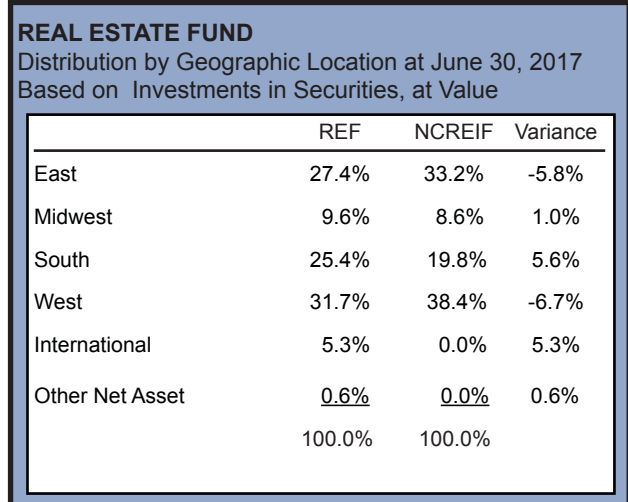 REAL ESTATE FUND
Distribution by Geographic Location at June 30, 2017
Based on  Investments in Securities, at Value
REF NCREIF Variance
East 27.4% 33.2% -5.8%
Midwest 9.6% 8.6% 1.0%
South 25.4% 19.8% 5.6%
West 31.7% 38.4% -6.7%
International 5.3% 0.0% 5.3%
Other Net Asset 0.6% 0.0% 0.6%
100.0% 100.0%